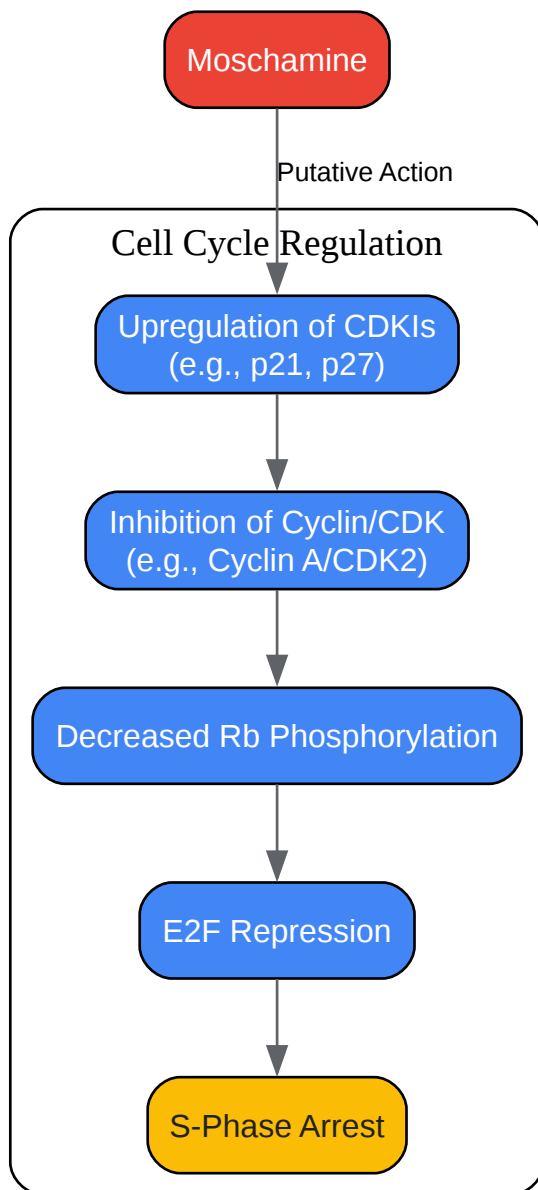 Moschamine
Putative Action
Cell Cycle Regulation
Upregulation of CDKIs
(e.g., p21, p27)
Inhibition of Cyclin/CDK
(e.g., Cyclin A/CDK2)
Decreased Rb Phosphorylation
E2F Repression
S-Phase Arrest